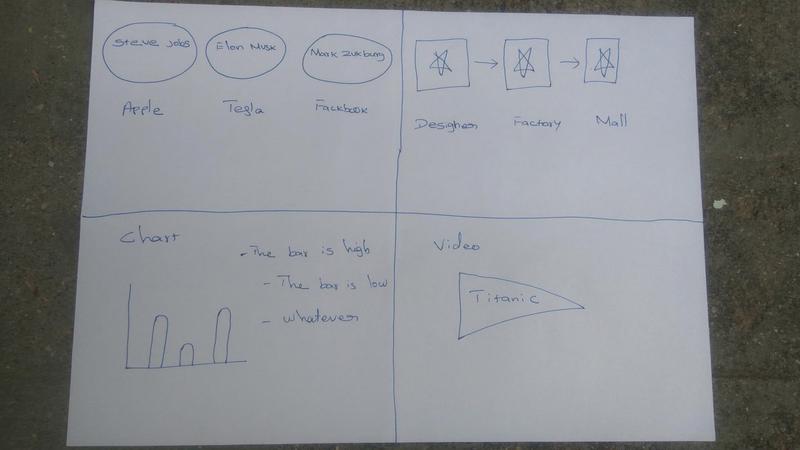 Steve Jobs
Elon Musk
Mark Zukburg
Apple
Tesla
Fackbook
Designer
Factory
Mall
Chart
- The bar is high
- The bar is low
- whatever
Video
Titanic